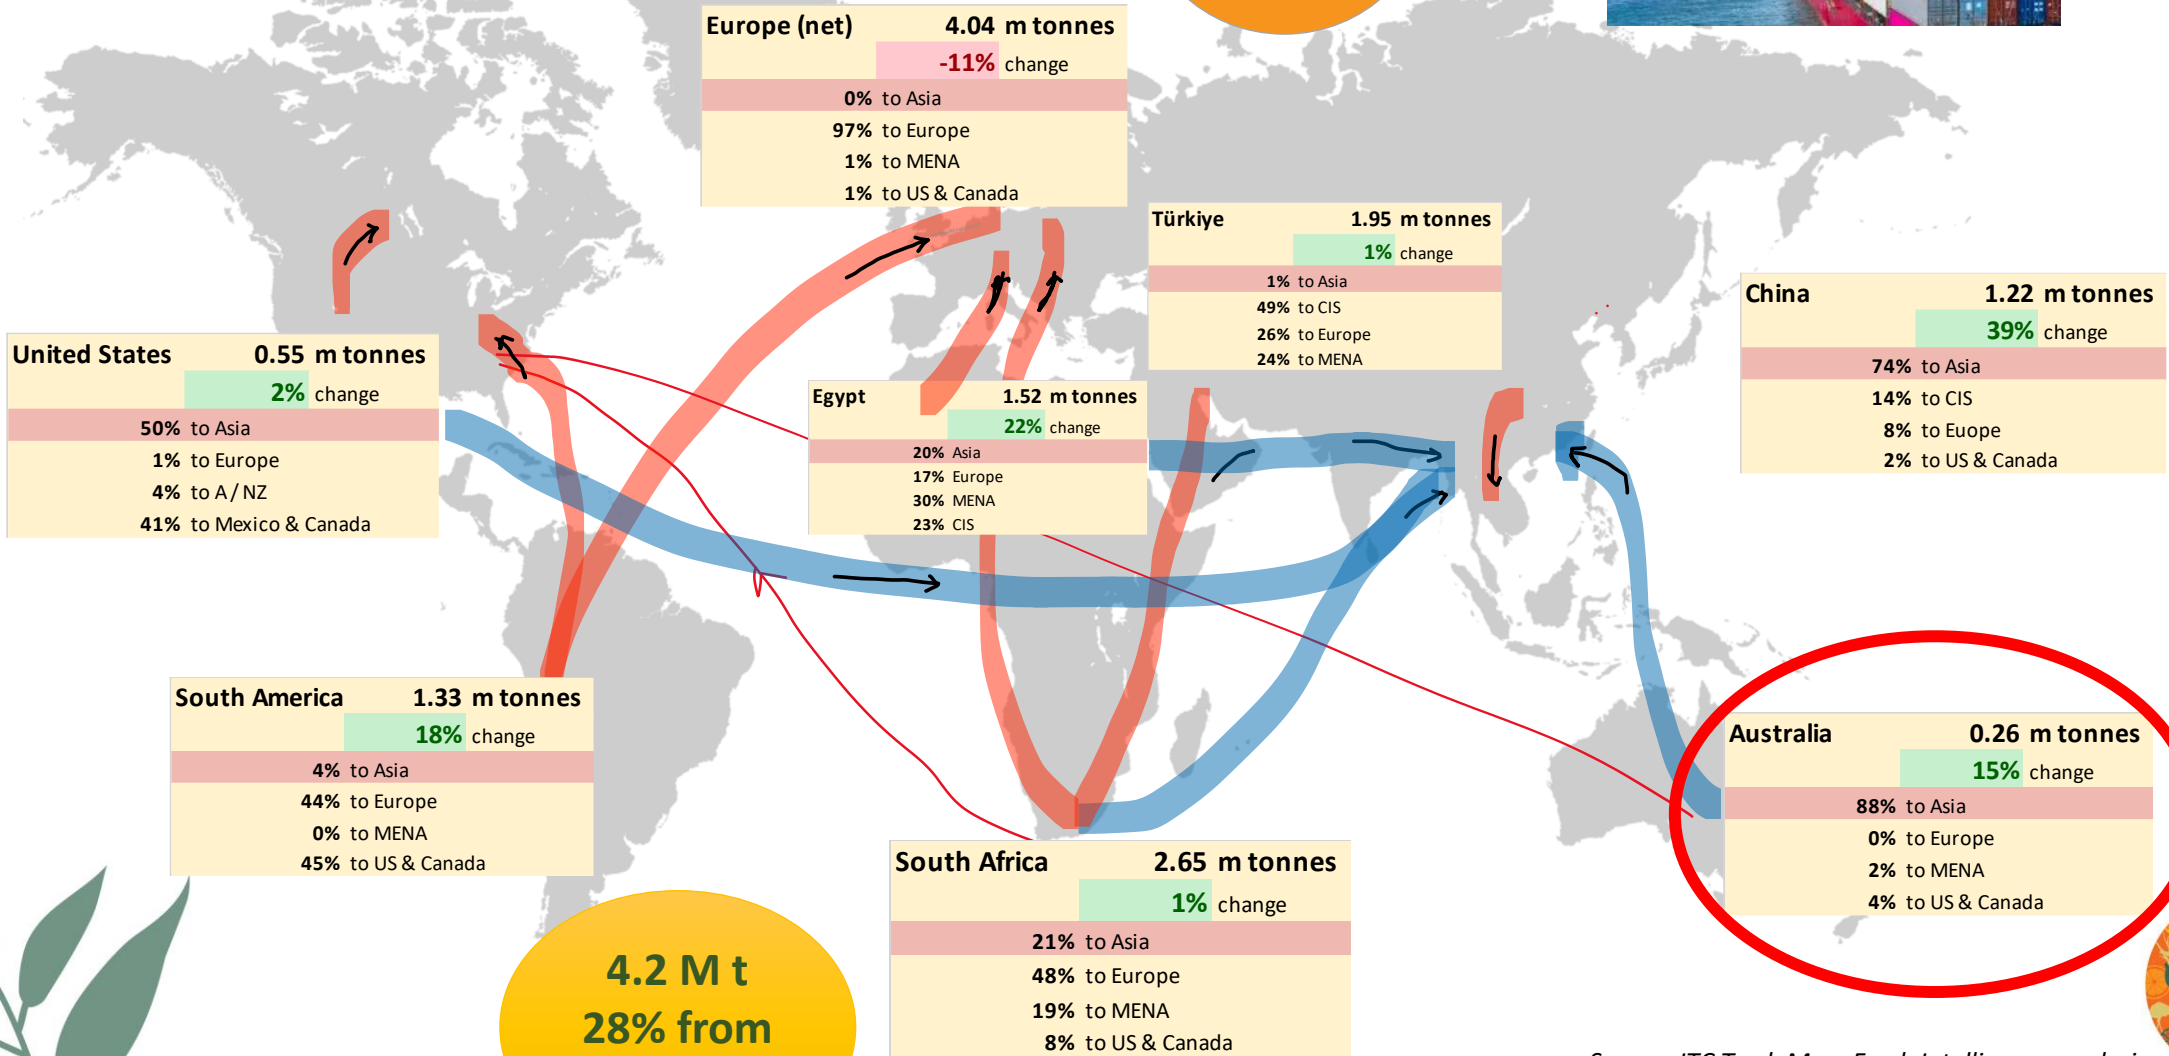 Europe (net) 4.04 m tonnes
-11% change
0% to Asia
97% to Europe
1% to MENA
1% to US & Canada
Türkiye 1.95 m tonnes
1% change
1% to Asia
49% to CIS
26% to Europe
24% to MENA
China 1.22 m tonnes
39% change
74% to Asia
14% to CIS
8% to Euope
2% to US & Canada
United States 0.55 m tonnes
2% change
50% to Asia
1% to Europe
4% to A / NZ
41% to Mexico & Canada
Egypt 1.52 m tonnes
22% change
20% Asia
17% Europe
30% MENA
23% CIS
South America 1.33 m tonnes
18% change
4% to Asia
44% to Europe
0% to MENA
45% to US & Canada
Australia 0.26 m tonnes
15% change
88% to Asia
0% to Europe
2% to MENA
4% to US & Canada
South Africa 2.65 m tonnes
1% change
21% to Asia
48% to Europe
19% to MENA
8% to US & Canada
4.2 M t
28% from